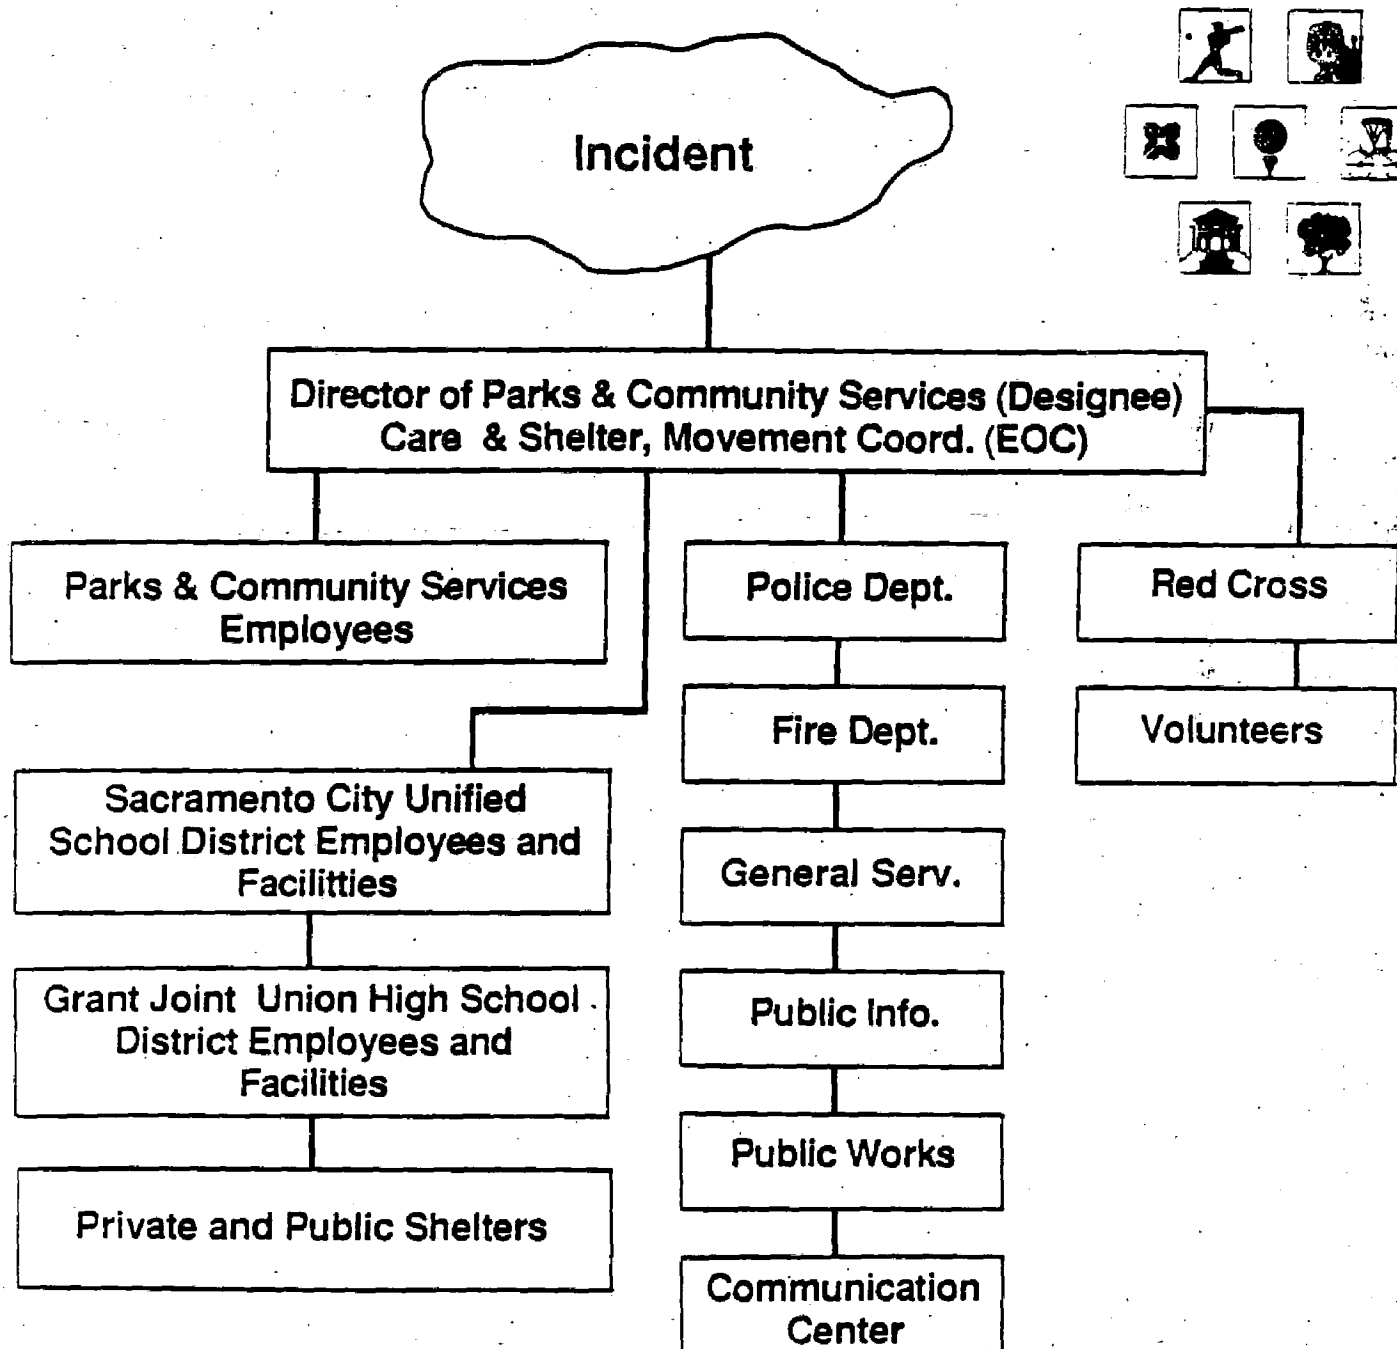 Incident
Director of Parks & Community Services (Designee)
Care & Shelter, Movement Coord. (EOC)
Parks & Community Services
Employees
Sacramento City Unified
School District Employees and
Facilitties
Grant Joint Union High School
District Employees and
Facilities
Private and Public Shelters
Police Dept.
Fire Dept.
General Serv.
Public Info.
Public Works
Communication
Center
Red Cross
Volunteers